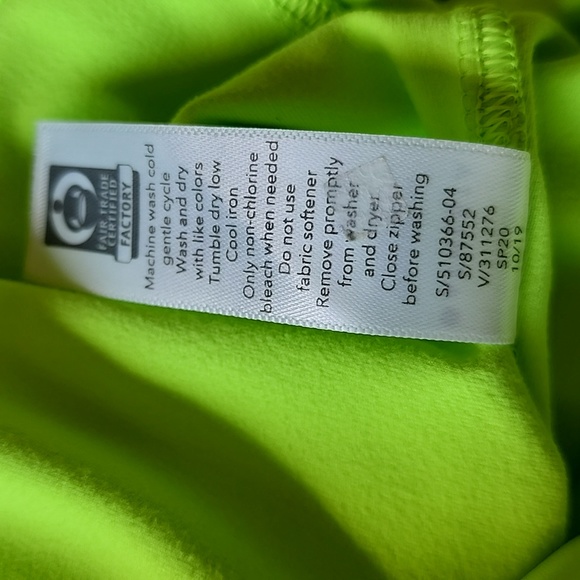 FAIR TRADE
CERTIFIED
FACTORY
Machine wash cold
gentle cycle
Wash and dry
with like colors
Tumble dry low
Cool iron
Only non-chlorine
bleach when needed
Do not use
fabric softener
Remove promptly
from washer
and dryer
Close zipper
before washing
S/510366-04
S/87552
V/311276
SP20
10/19